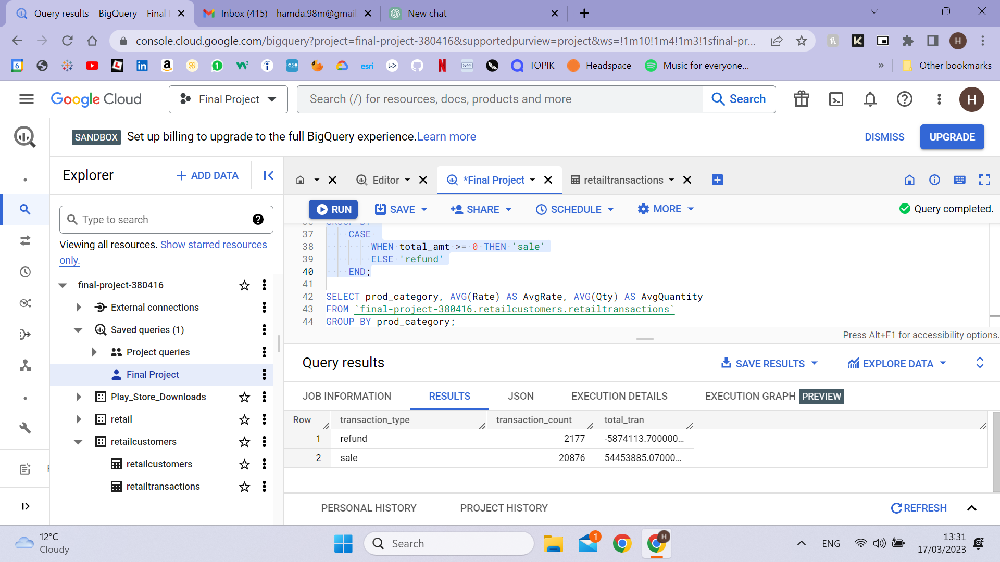 Query results – BigQuery – Final
Inbox (415) - hamda.98m@gmail
New chat
console.cloud.google.com/bigquery?project=final-project-380416&supportedpurview=project&ws=!1m10!1m4!1m3!1sfinal-pr...
H
6
1
esri
TOPIK
Headspace
Music for everyone...
»
Other bookmarks
Google Cloud
Final Project
Search (/) for resources, docs, products and more
Search
H
SANDBOX
Set up billing to upgrade to the full BigQuery experience. Learn more
DISMISS
UPGRADE
Explorer
+ ADD DATA
Editor
*Final Project
retailtransactions
RUN
SAVE
SHARE
SCHEDULE
MORE
Query completed.
Type to search
Viewing all resources. Show starred resources
only.
final-project-380416
External connections
Saved queries (1)
Project queries
Final Project
Play_Store_Downloads
retail
retailcustomers
retailcustomers
retailtransactions
36 GROUP BY
37 CASE
38 WHEN total_amt >= 0 THEN 'sale'
39 ELSE 'refund'
40 END;
41
42 SELECT prod_category, AVG(Rate) AS AvgRate, AVG(Qty) AS AvgQuantity
43 FROM `final-project-380416.retailcustomers.retailtransactions`
44 GROUP BY prod_category;
Press Alt+F1 for accessibility options.
Query results
SAVE RESULTS
EXPLORE DATA
JOB INFORMATION
RESULTS
JSON
EXECUTION DETAILS
EXECUTION GRAPH PREVIEW
Row transaction_type transaction_count total_tran
1 refund 2177 -5874113.700000...
2 sale 20876 54453885.07000...
PERSONAL HISTORY
PROJECT HISTORY
REFRESH
12°C
Cloudy
Search
1
H
ENG
13:31
17/03/2023